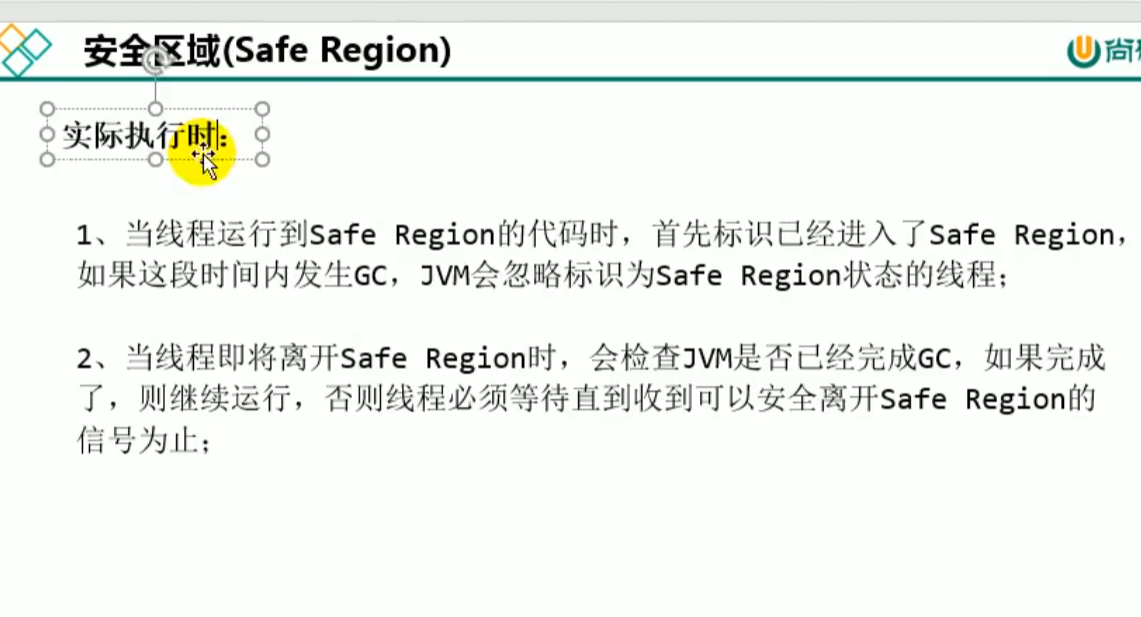 安全区域(Safe Region)
尚
实际执行时:
1、当线程运行到Safe Region的代码时，首先标识已经进入了Safe Region，
如果这段时间内发生GC，JVM会忽略标识为Safe Region状态的线程；
2、当线程即将离开Safe Region时，会检查JVM是否已经完成GC，如果完成
了，则继续运行，否则线程必须等待直到收到可以安全离开Safe Region的
信号为止；